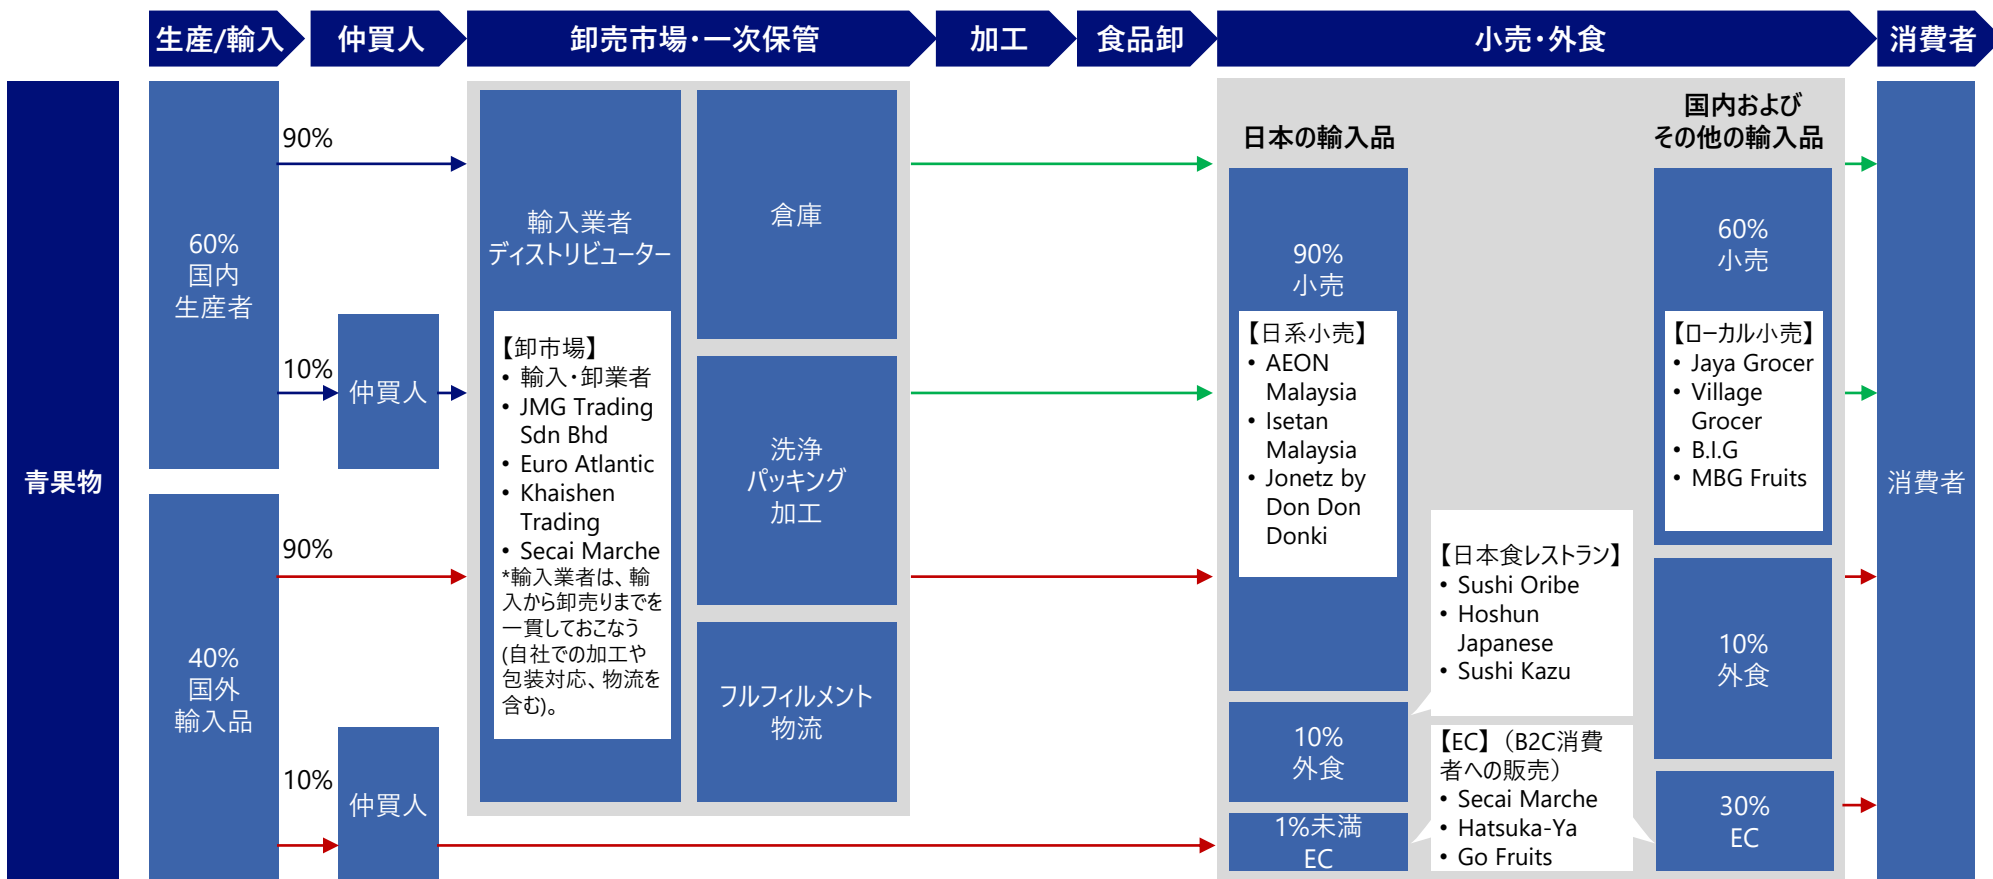 生産/輸入
仲買人
卸売市場・一次保管
加工
食品卸
小売・外食
消費者
青果物
60%
国内
生産者
40%
国外
輸入品
90%
10%
90%
10%
仲買人
仲買人
輸入業者
ディストリビューター
【卸市場】
• 輸入・卸業者
• JMG Trading
Sdn Bhd
• Euro Atlantic
• Khaishen
Trading
• Secai Marche
*輸入業者は、輸
入から卸売りまでを
一貫しておこなう
(自社での加工や
包装対応、物流を
含む)。
倉庫
洗浄
パッキング
加工
フルフィルメント
物流
日本の輸入品
90%
小売
【日系小売】
• AEON
Malaysia
• Isetan
Malaysia
• Jonetz by
Don Don
Donki
10%
外食
1%未満
EC
【日本食レストラン】
• Sushi Oribe
• Hoshun
Japanese
• Sushi Kazu
【EC】（B2C消費
者への販売）
• Secai Marche
• Hatsuka-Ya
• Go Fruits
国内および
その他の輸入品
60%
小売
【ローカル小売】
• Jaya Grocer
• Village
Grocer
• B.I.G
• MBG Fruits
10%
外食
30%
EC
消費者